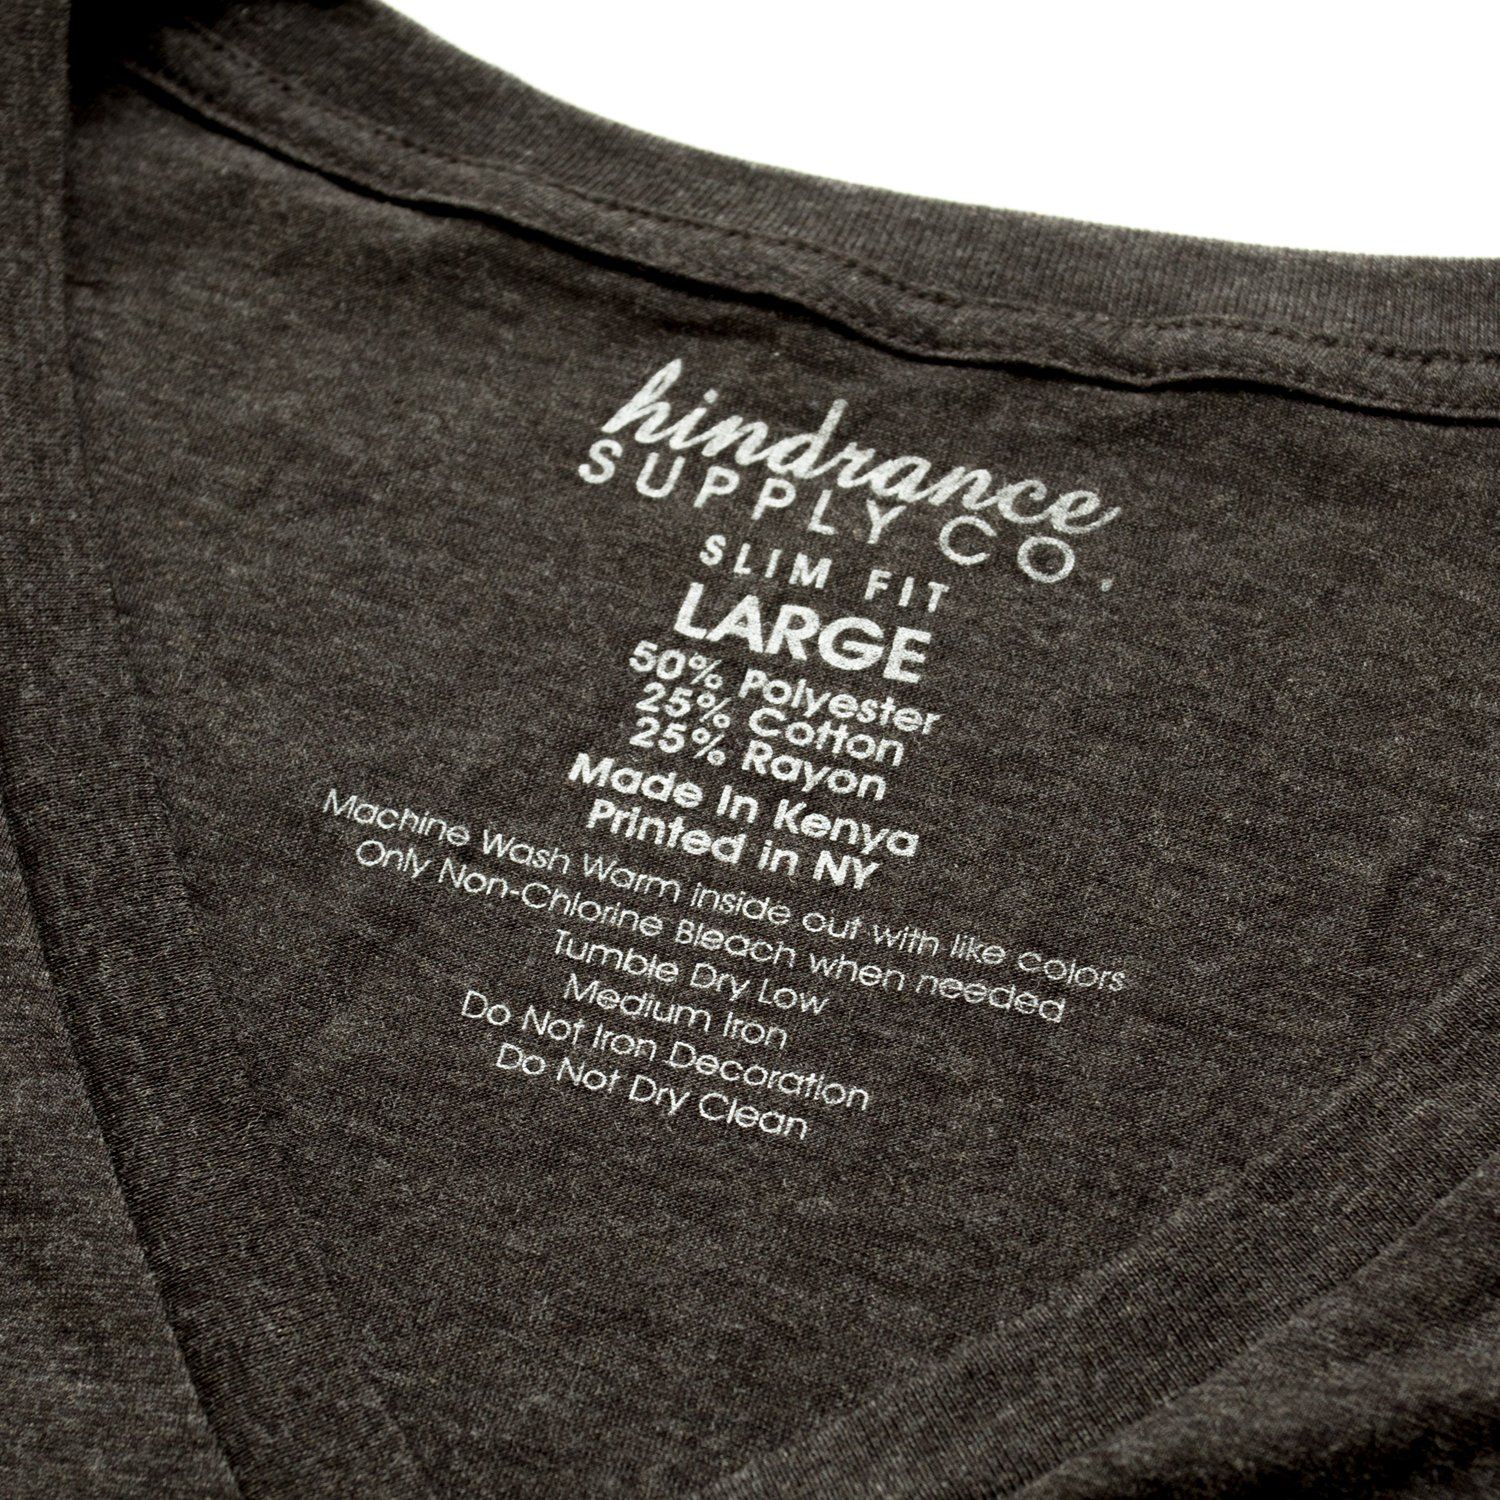 hindrance
SUPPLY CO.
SLIM FIT
LARGE
50% Polyester
25% Cotton
25% Rayon
Made In Kenya
Printed in NY
Machine Wash Warm inside out with like colors
Only Non-Chlorine Bleach when needed
Tumble Dry Low
Medium Iron
Do Not Iron Decoration
Do Not Dry Clean